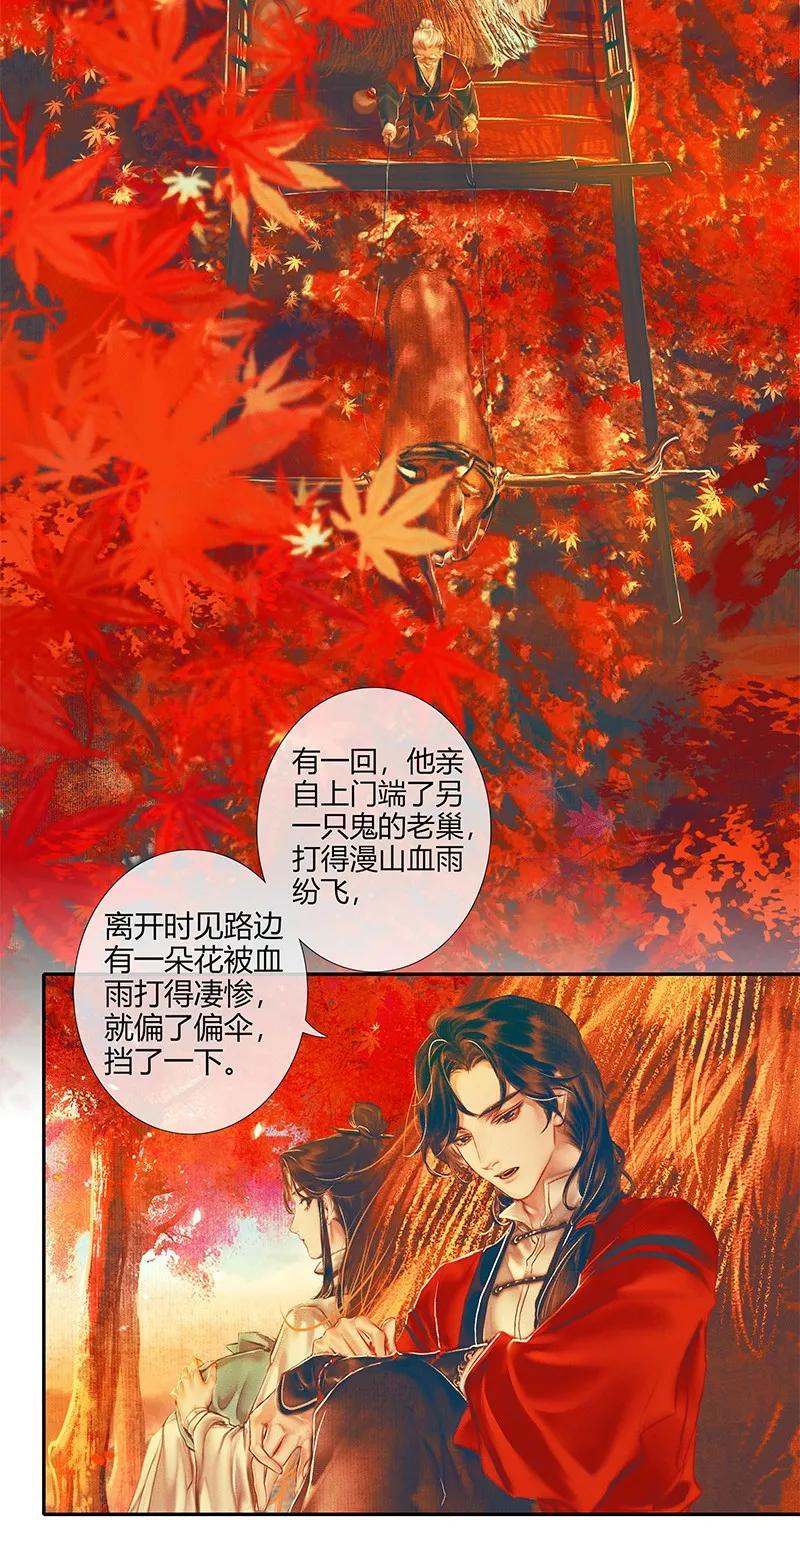 有一回，他亲
自上门端了另
一只鬼的老巢，
打得漫山血雨
纷飞，
离开时见路边
有一朵花被血
雨打得凄惨，
就偏了偏伞，
挡了一下。